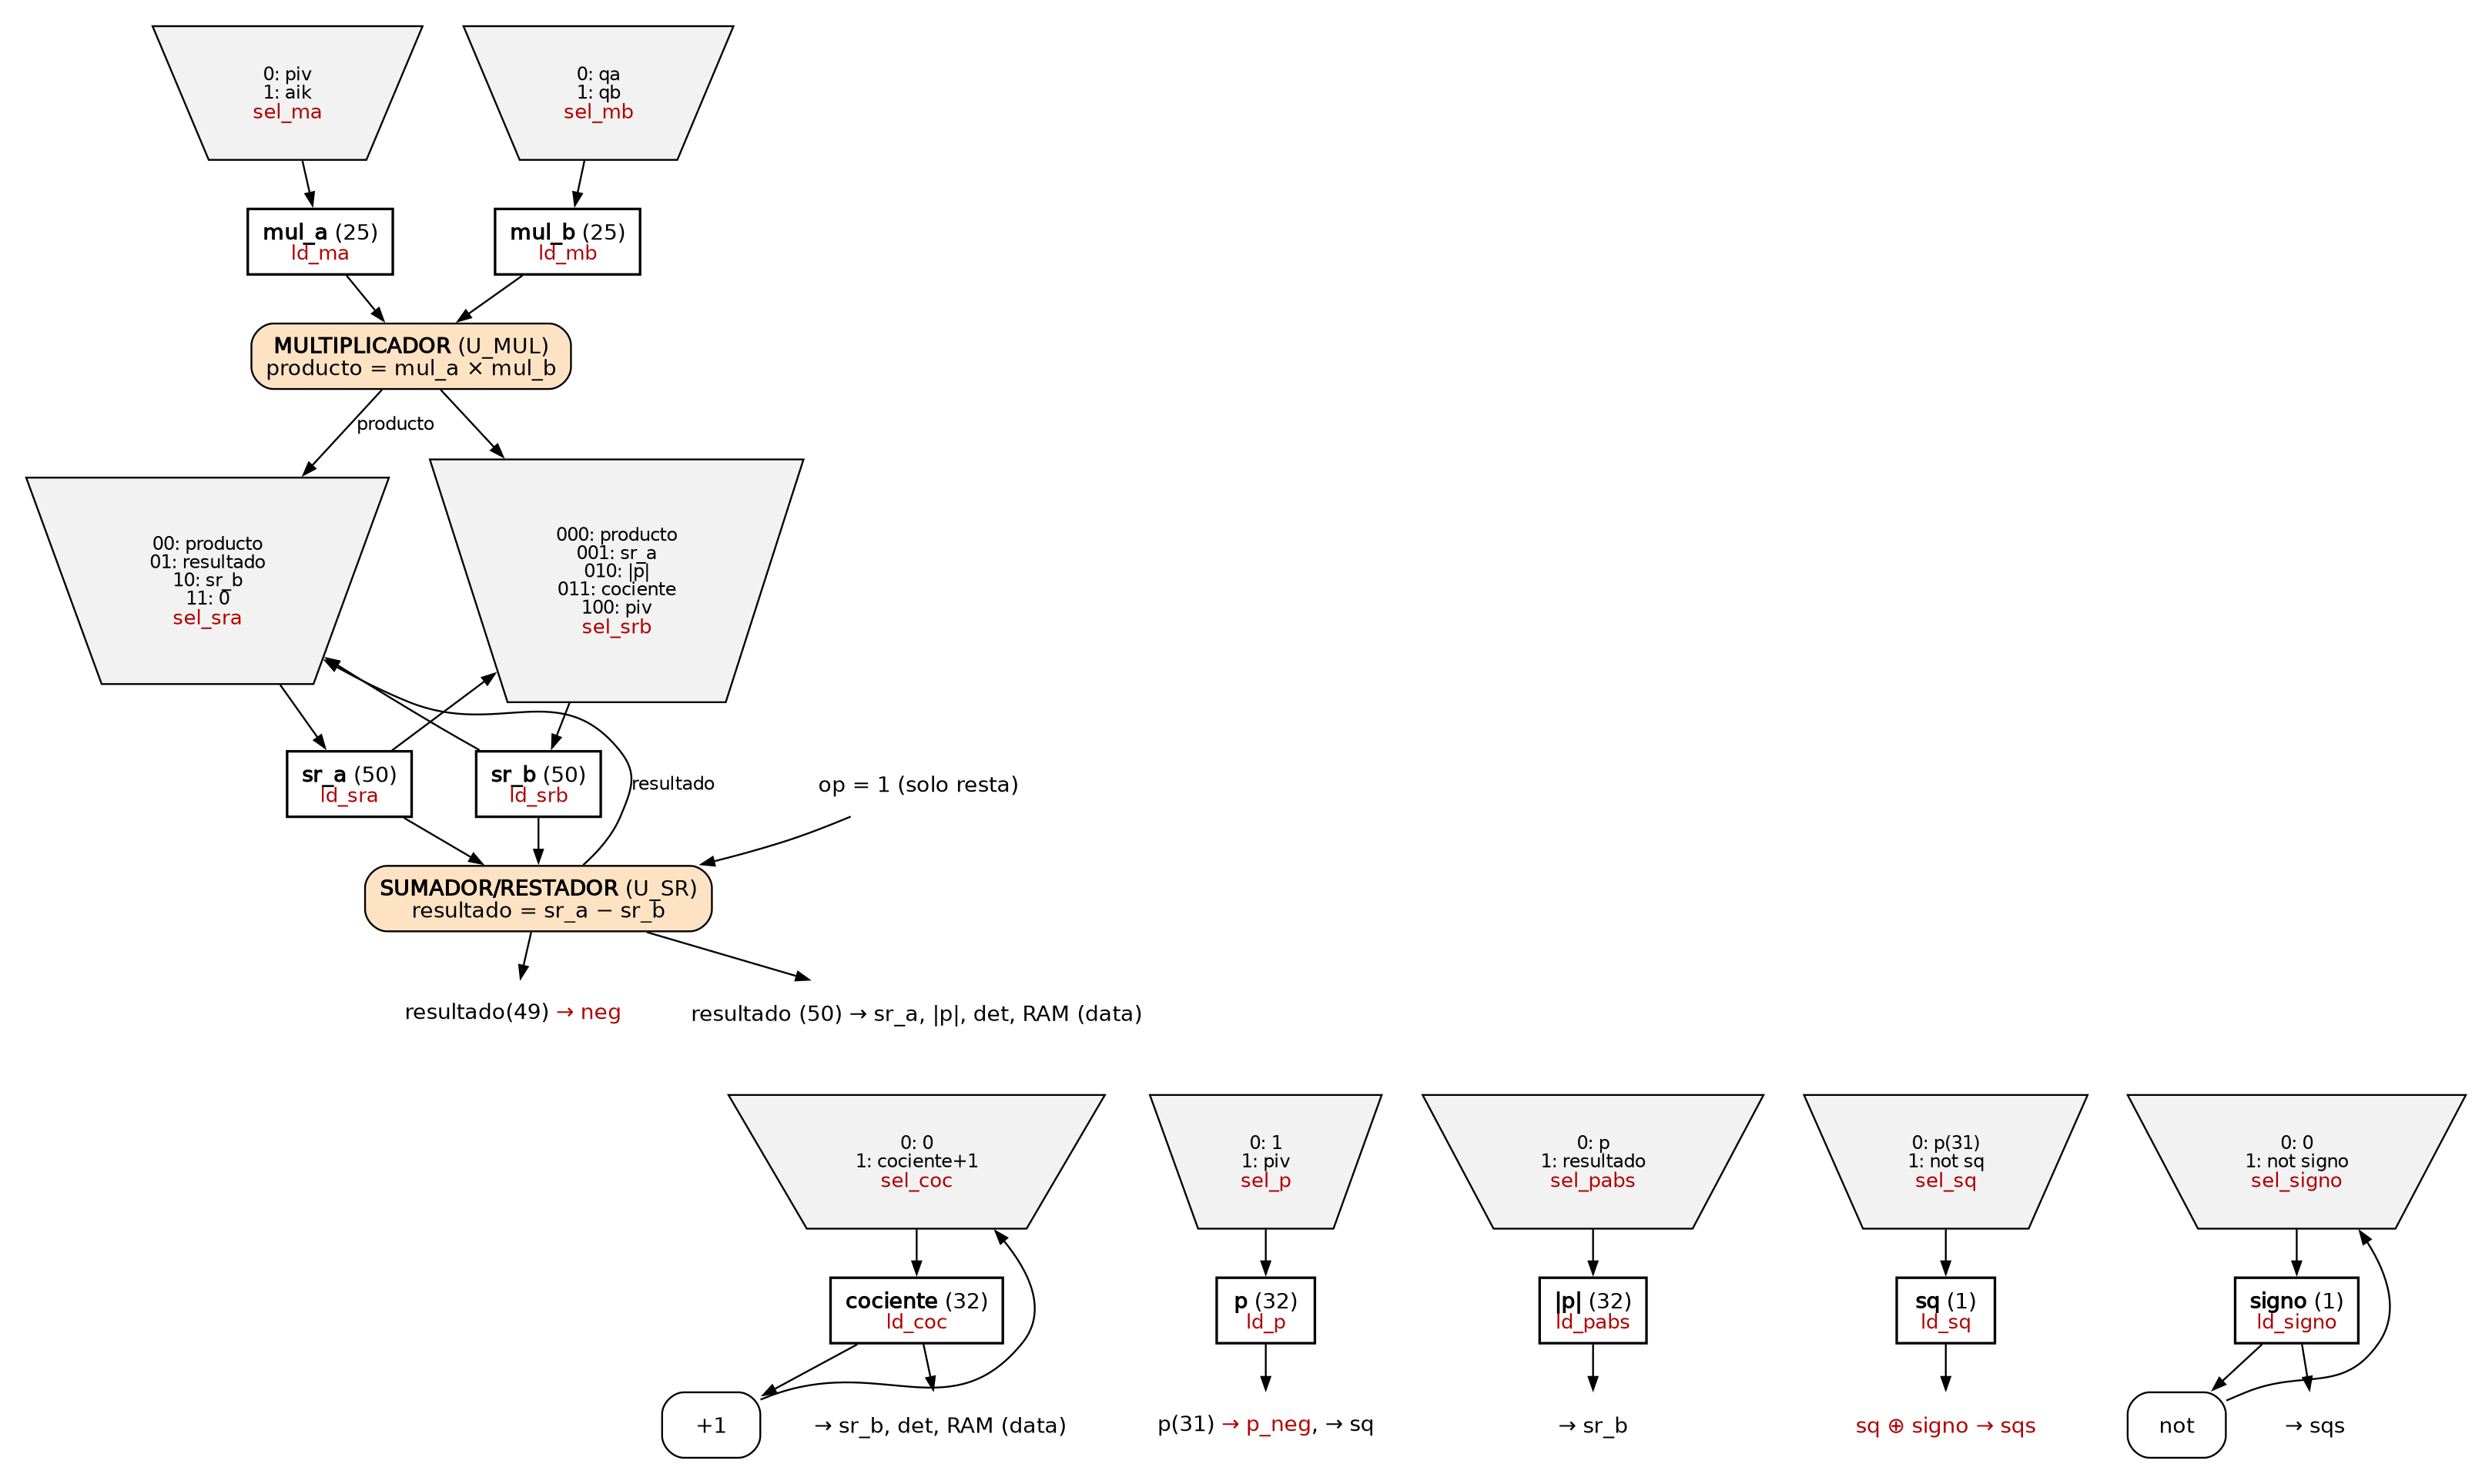 0: piv
1: aik
sel_ma
0: qa
1: qb
sel_mb
mul_a (25)
ld_ma
mul_b (25)
ld_mb
MULTIPLICADOR (U_MUL)
producto = mul_a × mul_b
producto
00: producto
01: resultado
10: sr_b
11: 0
sel_sra
000: producto
001: sr_a
010: |p|
011: cociente
100: piv
sel_srb
sr_a (50)
ld_sra
sr_b (50)
ld_srb
resultado
op = 1 (solo resta)
SUMADOR/RESTADOR (U_SR)
resultado = sr_a − sr_b
resultado(49) → neg
resultado (50) → sr_a, |p|, det, RAM (data)
0: 0
1: cociente+1
sel_coc
0: 1
1: piv
sel_p
0: p
1: resultado
sel_pabs
0: p(31)
1: not sq
sel_sq
0: 0
1: not signo
sel_signo
cociente (32)
ld_coc
p (32)
ld_p
|p| (32)
ld_pabs
sq (1)
ld_sq
signo (1)
ld_signo
+1
→ sr_b, det, RAM (data)
p(31) → p_neg, → sq
→ sr_b
sq ⊕ signo → sqs
not
→ sqs